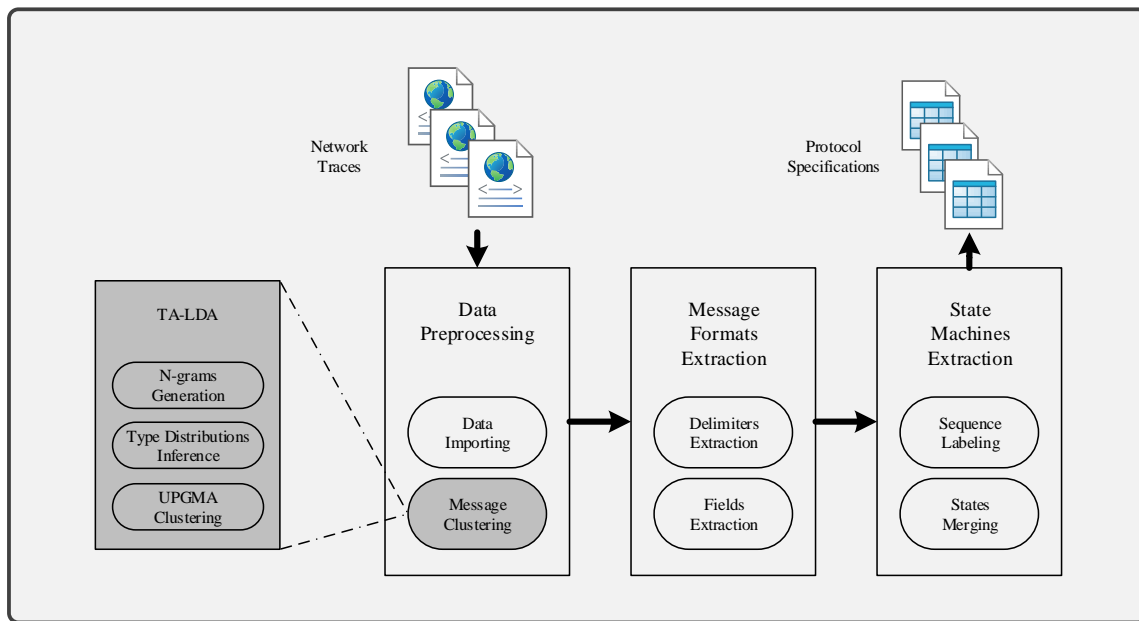 Network
Traces
Protocol
Specifications
TA-LDA
N-grams
Generation
Type Distributions
Inference
UPGMA
Clustering
Data
Preprocessing
Data
Importing
Message
Clustering
Message
Formats
Extraction
Delimiters
Extraction
Fields
Extraction
State
Machines
Extraction
Sequence
Labeling
States
Merging